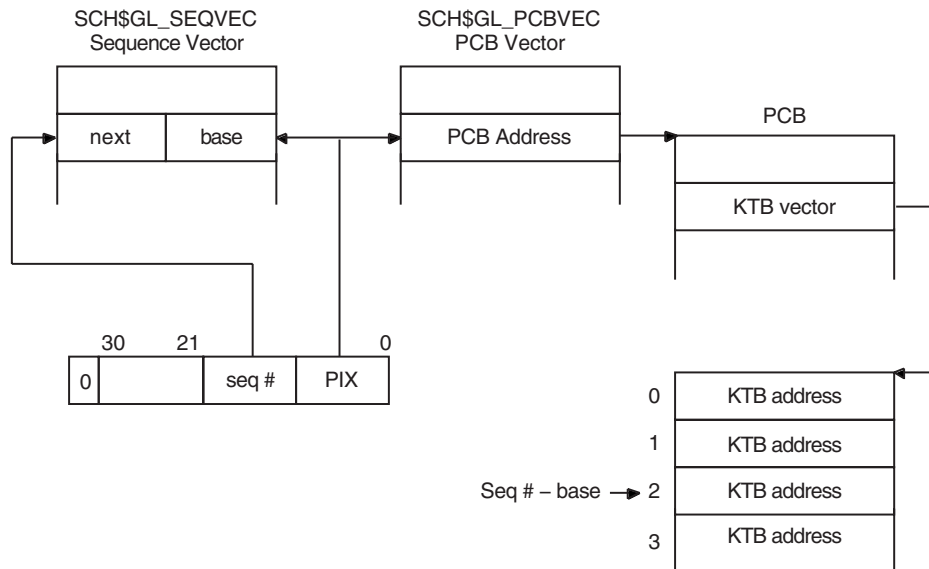 SCH$GL_SEQVEC
Sequence Vector
SCH$GL_PCBVEC
PCB Vector
next
base
PCB Address
PCB
KTB vector
30
21
0
0
seq #
PIX
0
KTB address
1
KTB address
Seq # – base
2
KTB address
3
KTB address